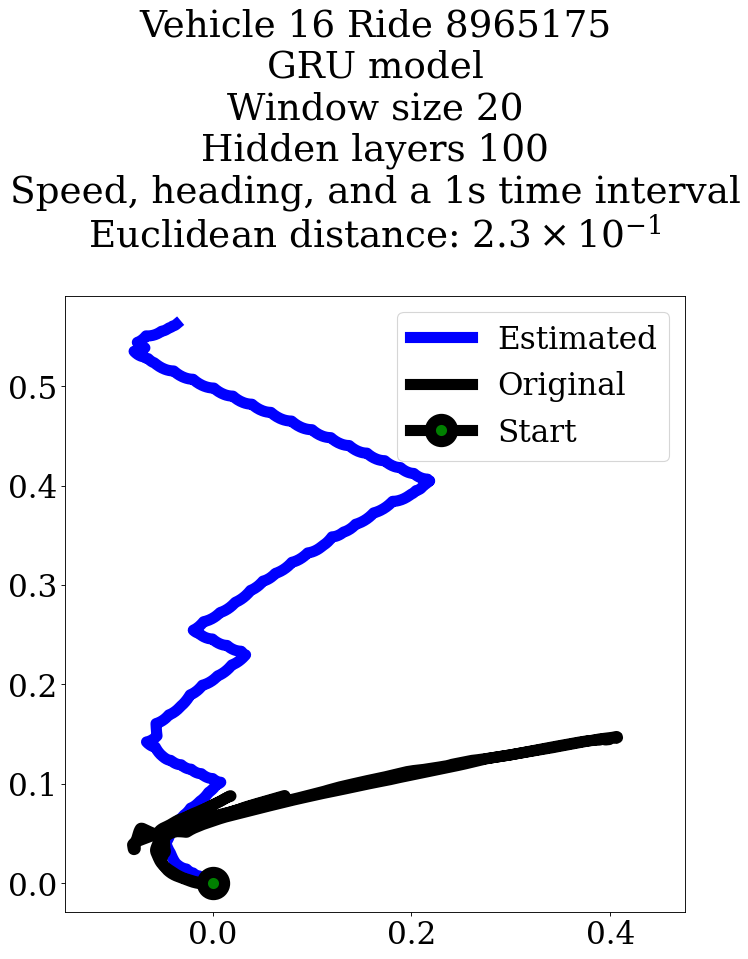 Vehicle 16 Ride 8965175
GRU model
Window size 20
Hidden layers 100
Speed, heading, and a 1s time interval
Euclidean distance: 2.3 × 10⁻¹
Estimated
Original
Start
0.5
0.4
0.3
0.2
0.1
0.0
0.0 0.2 0.4